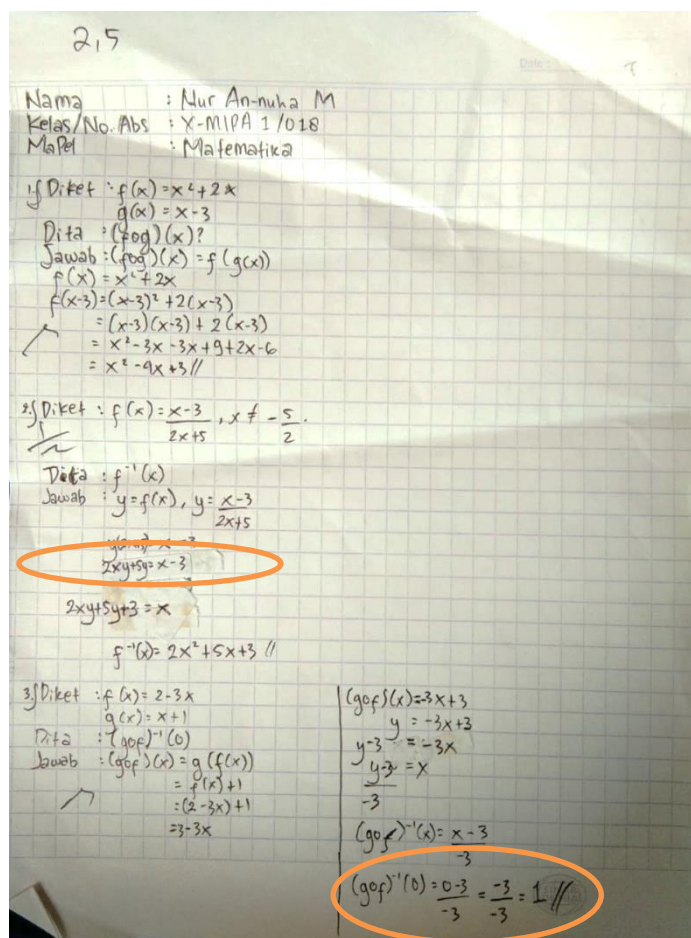 2,5
Date:
Nama : Nur An-nuha M
Kelas/No. Abs : X-MIPA 1/018
MaPel : Matematika
1.) Diket : f(x) = x² + 2x
g(x) = x-3
Dita : (fog)(x)?
Jawab : (fog)(x) = f(g(x))
f(x) = x² + 2x
f(x-3) = (x-3)² + 2(x-3)
= (x-3)(x-3) + 2(x-3)
= x² - 3x - 3x + 9 + 2x - 6
= x² - 4x + 3 //
2.) Diket : f(x) = x-3/2x+5 , x ≠ -5/2.
Dita : f⁻¹(x)
Jawab : y = f(x), y = x-3/2x+5
2xy+5y = x-3
2xy+5y+3 = x
f⁻¹(x) = 2x² + 5x + 3 //
3.) Diket : f(x) = 2-3x
g(x) = x+1
Dita : (gof)⁻¹(0)
Jawab : (gof)(x) = g(f(x))
= f(x)+1
= (2-3x)+1
= 3-3x
(gof)(x) = -3x+3
y = -3x+3
y-3 = -3x
y-3/-3 = x
(gof)⁻¹(x) = x-3/-3
(gof)⁻¹(0) = 0-3/-3 = -3/-3 = 1 //